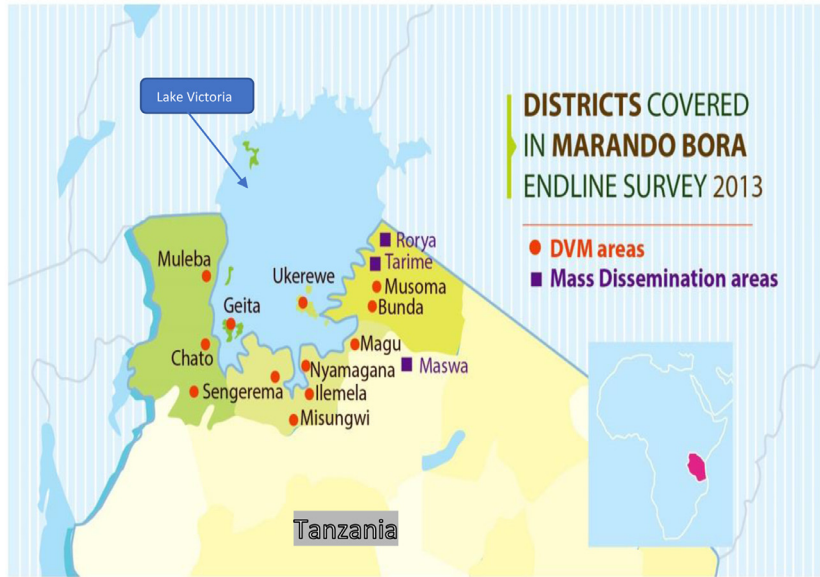 Lake Victoria
DISTRICTS COVERED
IN MARANDO BORA
ENDLINE SURVEY 2013
DVM areas
Mass Dissemination areas
Rorya
Tarime
Muleba
Ukerewe
Musoma
Geita
Bunda
Magu
Chato
Nyamagana
Maswa
Sengerema
Ilemela
Misungwi
Tanzania